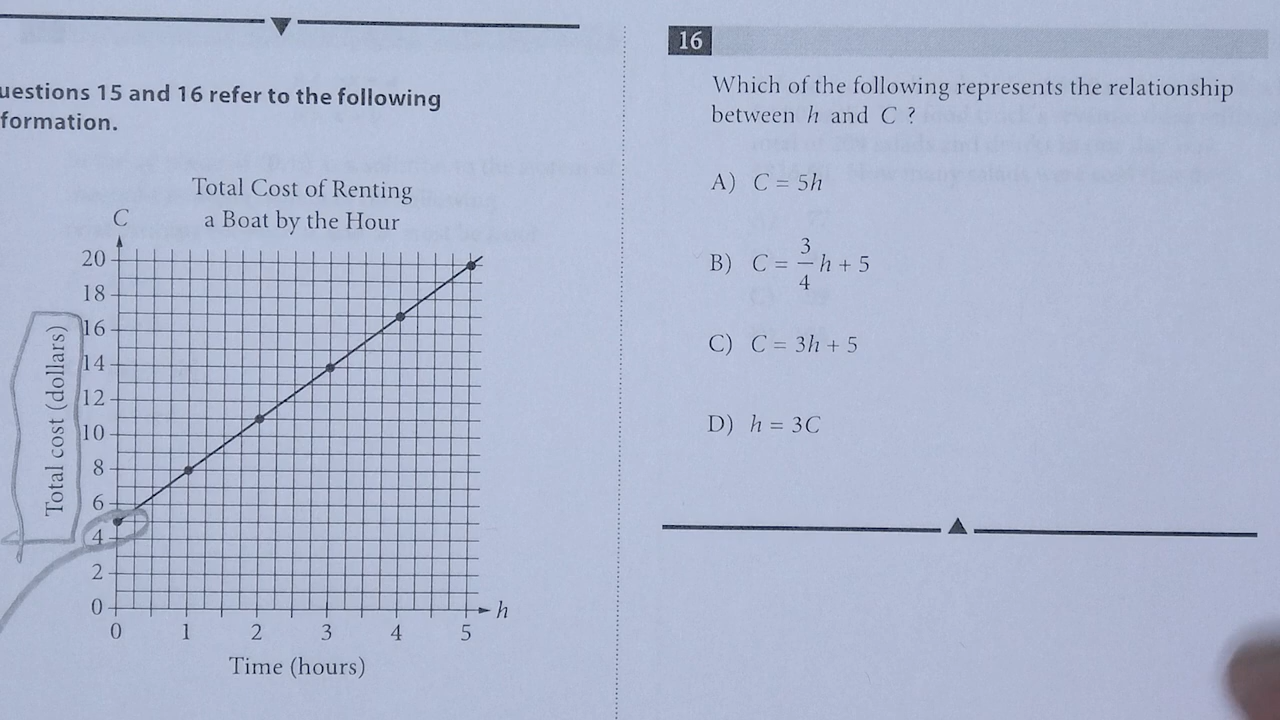 uestions 15 and 16 refer to the following
formation.
Total Cost of Renting
a Boat by the Hour
C
20
18
16
14
12
10
8
6
4
2
0
Total cost (dollars)
0 1 2 3 4 5
h
Time (hours)
16
Which of the following represents the relationship
between h and C ?
A) C = 5h
B) C = 3/4 h + 5
C) C = 3h + 5
D) h = 3C